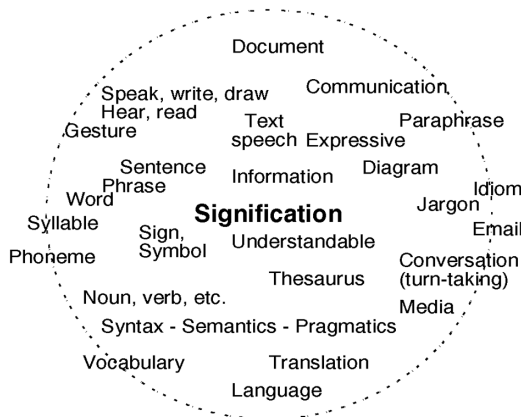 Document
Communication
Speak, write, draw
Hear, read
Gesture
Text
speech
Expressive
Paraphrase
Sentence
Phrase
Information
Diagram
Word
Idiom
Jargon
Signification
Syllable
Sign,
Symbol
Understandable
Email
Phoneme
Conversation
(turn-taking)
Thesaurus
Noun, verb, etc.
Media
Syntax - Semantics - Pragmatics
Vocabulary
Translation
Language